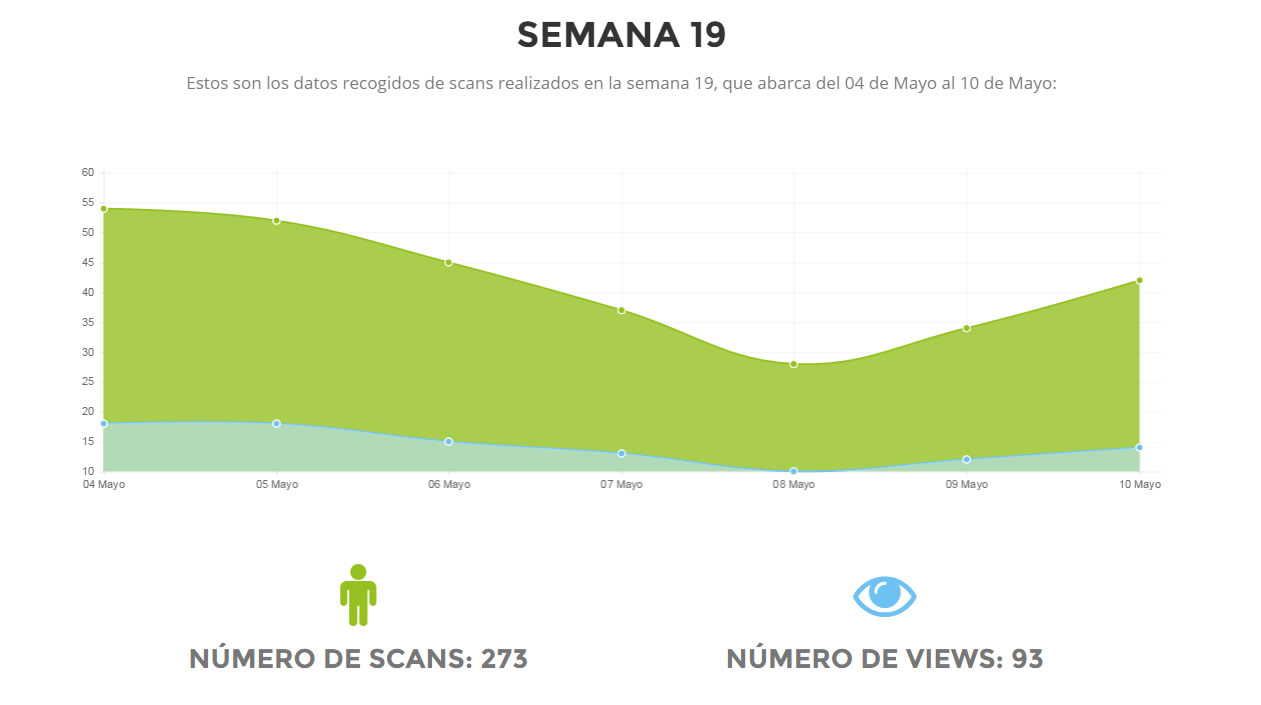 SEMANA 19
Estos son los datos recogidos de scans realizados en la semana 19, que abarca del 04 de Mayo al 10 de Mayo:
60
55
50
45
40
35
30
25
20
15
10
04 Mayo 05 Mayo 06 Mayo 07 Mayo 08 Mayo 09 Mayo 10 Mayo
NÚMERO DE SCANS: 273 NÚMERO DE VIEWS: 93